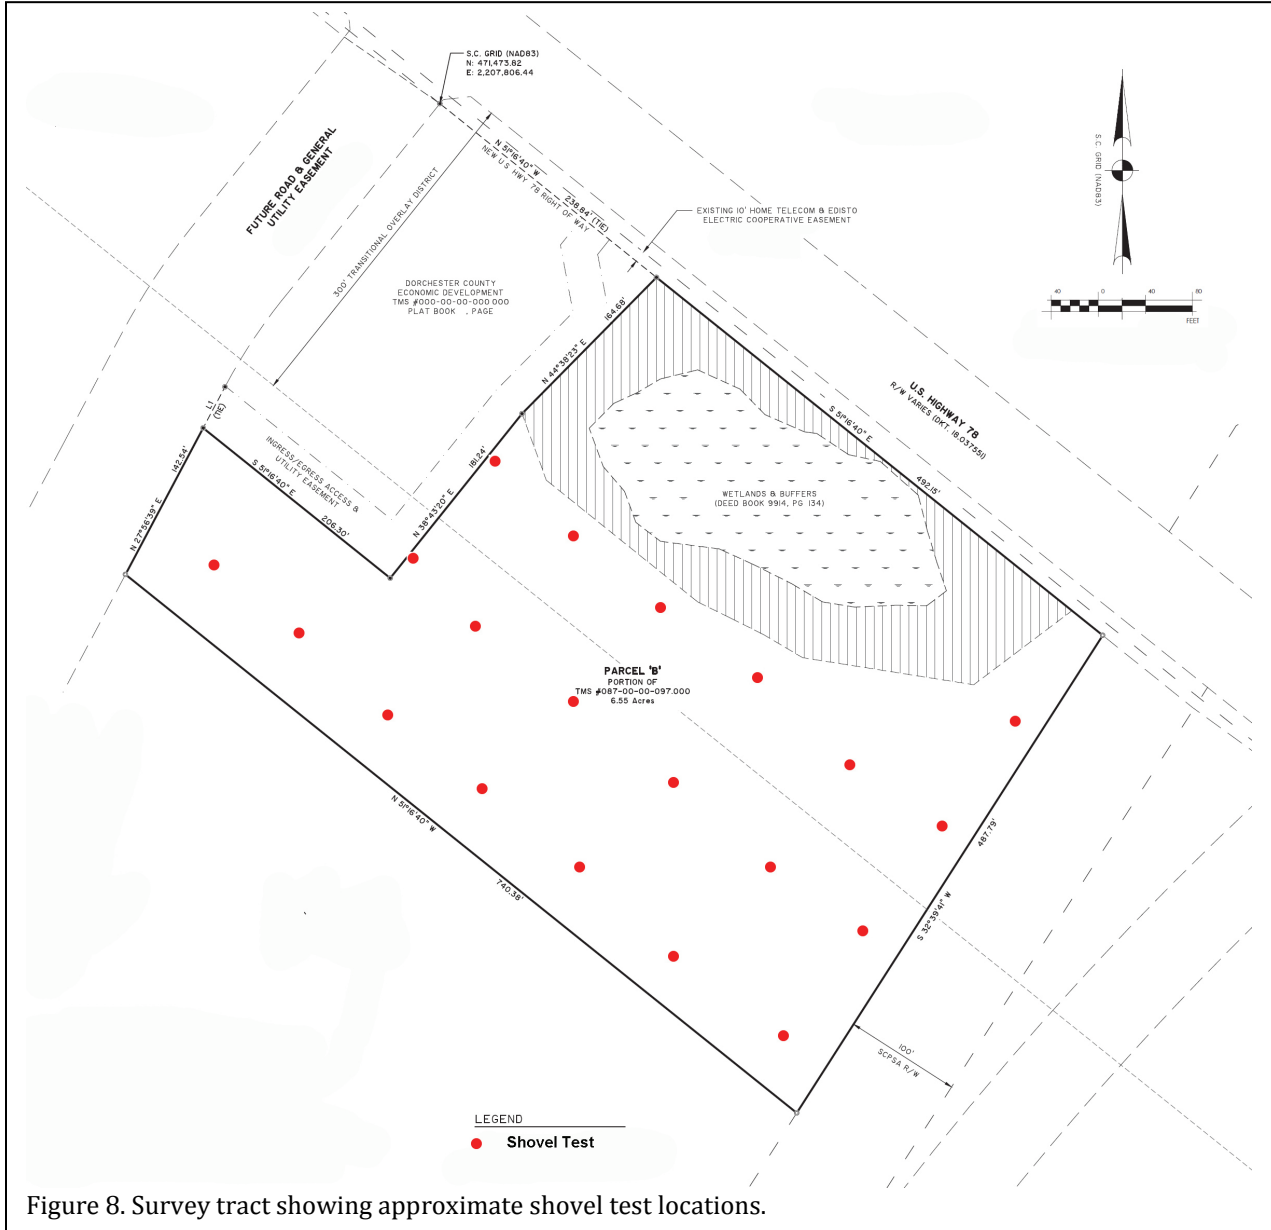 S.C. GRID (NAD83)
N: 471,473.82
E: 2,207,806.44
FUTURE ROAD & GENERAL
UTILITY EASEMENT
300' TRANSITIONAL OVERLAY DISTRICT
N 51°16'40" W
238.84' (TIE)
NEW U.S. HWY 78 RIGHT OF WAY
S.C. GRID (NAD83)
EXISTING 10' HOME TELECOM & EDISTO
ELECTRIC COOPERATIVE EASEMENT
DORCHESTER COUNTY
ECONOMIC DEVELOPMENT
TMS #000-00-00-000.000
PLAT BOOK , PAGE
40 0 40 80
FEET
N 44°38'23" E
164.68'
L1
(TIE)
U.S. HIGHWAY 78
R/W VARIES (DKT. 18.037551)
S 51°16'40" E
492.15'
INGRESS/EGRESS ACCESS &
UTILITY EASEMENT
S 51°16'40" E
206.30'
N 27°56'39" E
142.54'
N 38°43'20" E
181.24'
WETLANDS & BUFFERS
(DEED BOOK 9914, PG 134)
PARCEL 'B'
PORTION OF
TMS #087-00-00-097.000
6.55 Acres
N 51°16'40" W
740.38'
S 32°39'41" W
487.79'
100'
SCPSA R/W
LEGEND
Shovel Test
Figure 8. Survey tract showing approximate shovel test locations.